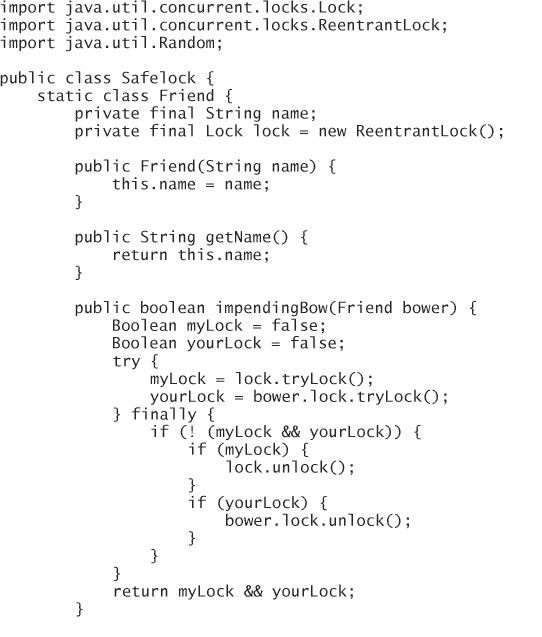 import java.util.concurrent.locks.Lock;
import java.util.concurrent.locks.ReentrantLock;
import java.util.Random;

public class Safelock {
    static class Friend {
        private final String name;
        private final Lock lock = new ReentrantLock();

        public Friend(String name) {
            this.name = name;
        }

        public String getName() {
            return this.name;
        }

        public boolean impendingBow(Friend bower) {
            Boolean myLock = false;
            Boolean yourLock = false;
            try {
                myLock = lock.tryLock();
                yourLock = bower.lock.tryLock();
            } finally {
                if (! (myLock && yourLock)) {
                    if (myLock) {
                        lock.unlock();
                    }
                    if (yourLock) {
                        bower.lock.unlock();
                    }
                }
            }
            return myLock && yourLock;
        }